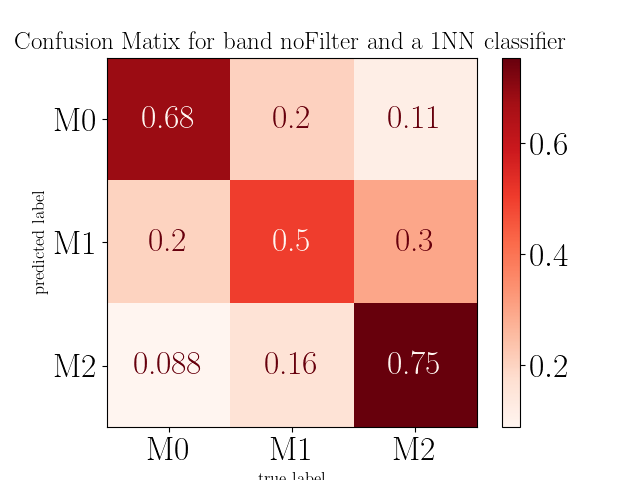 Confusion Matix for band noFilter and a 1NN classifier
M0 0.68 0.2 0.11
M1 0.2 0.5 0.3
M2 0.088 0.16 0.75
M0 M1 M2
predicted label
true label
0.6
0.4
0.2